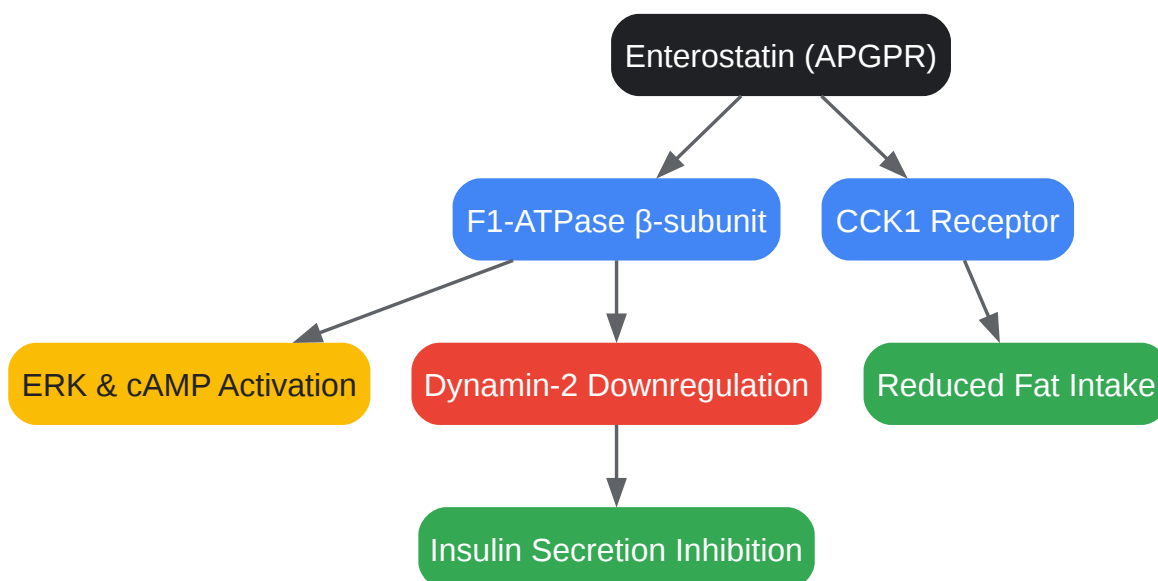 Enterostatin (APGPR)
F1-ATPase β-subunit
CCK1 Receptor
ERK & cAMP Activation
Dynamin-2 Downregulation
Reduced Fat Intake
Insulin Secretion Inhibition